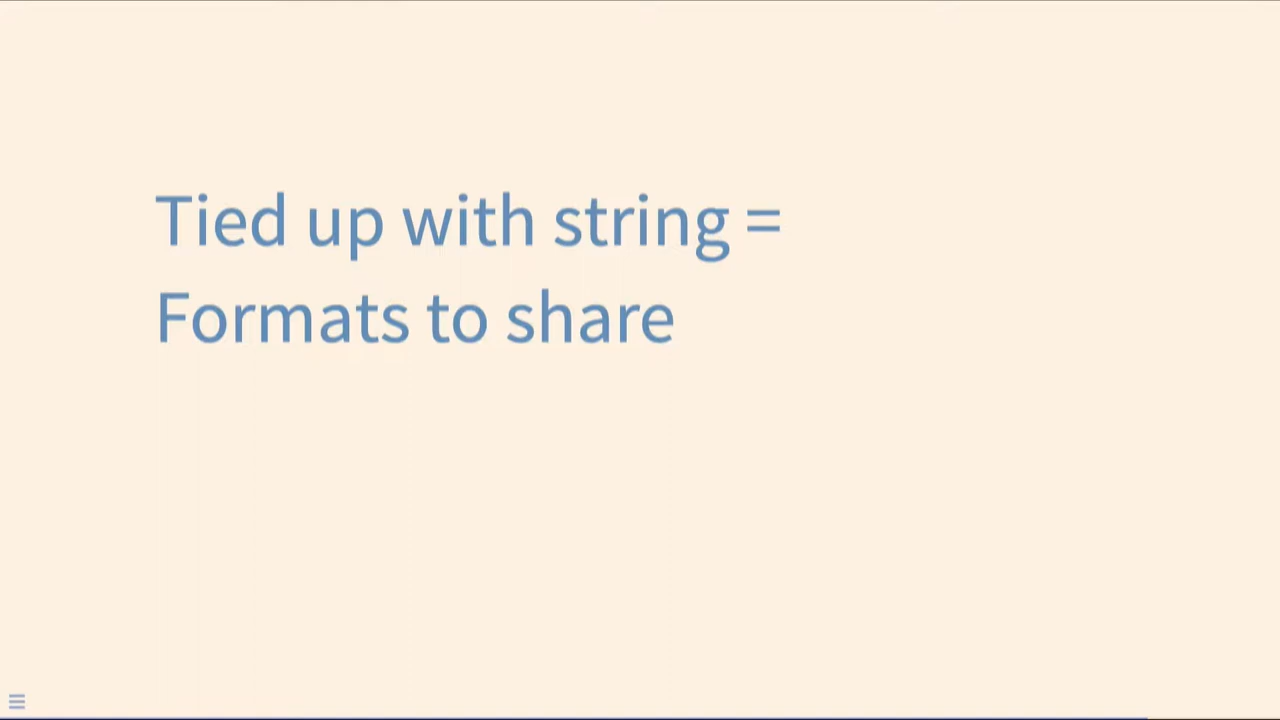 Tied up with string =
Formats to share